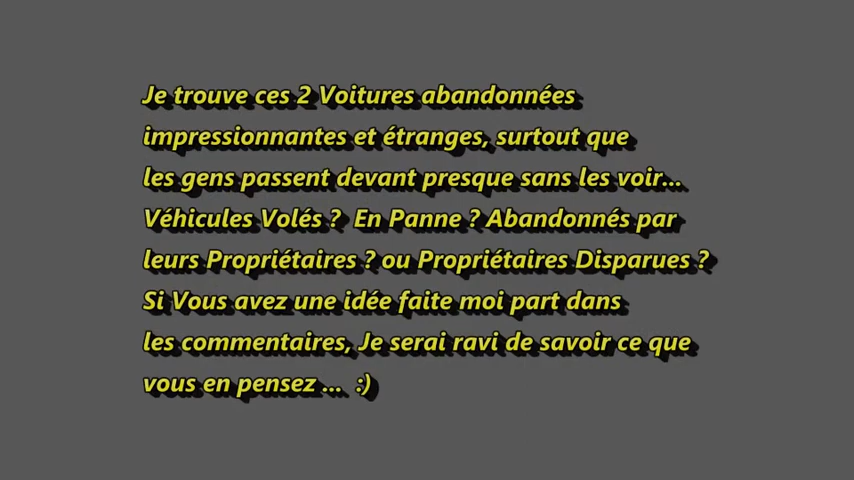 Je trouve ces 2 Voitures abandonnées
impressionnantes et étranges, surtout que
les gens passent devant presque sans les voir...
Véhicules Volés ?  En Panne ? Abandonnés par
leurs Propriétaires ? ou Propriétaires Disparues ?
Si Vous avez une idée faite moi part dans
les commentaires, Je serai ravi de savoir ce que
vous en pensez ...  :)